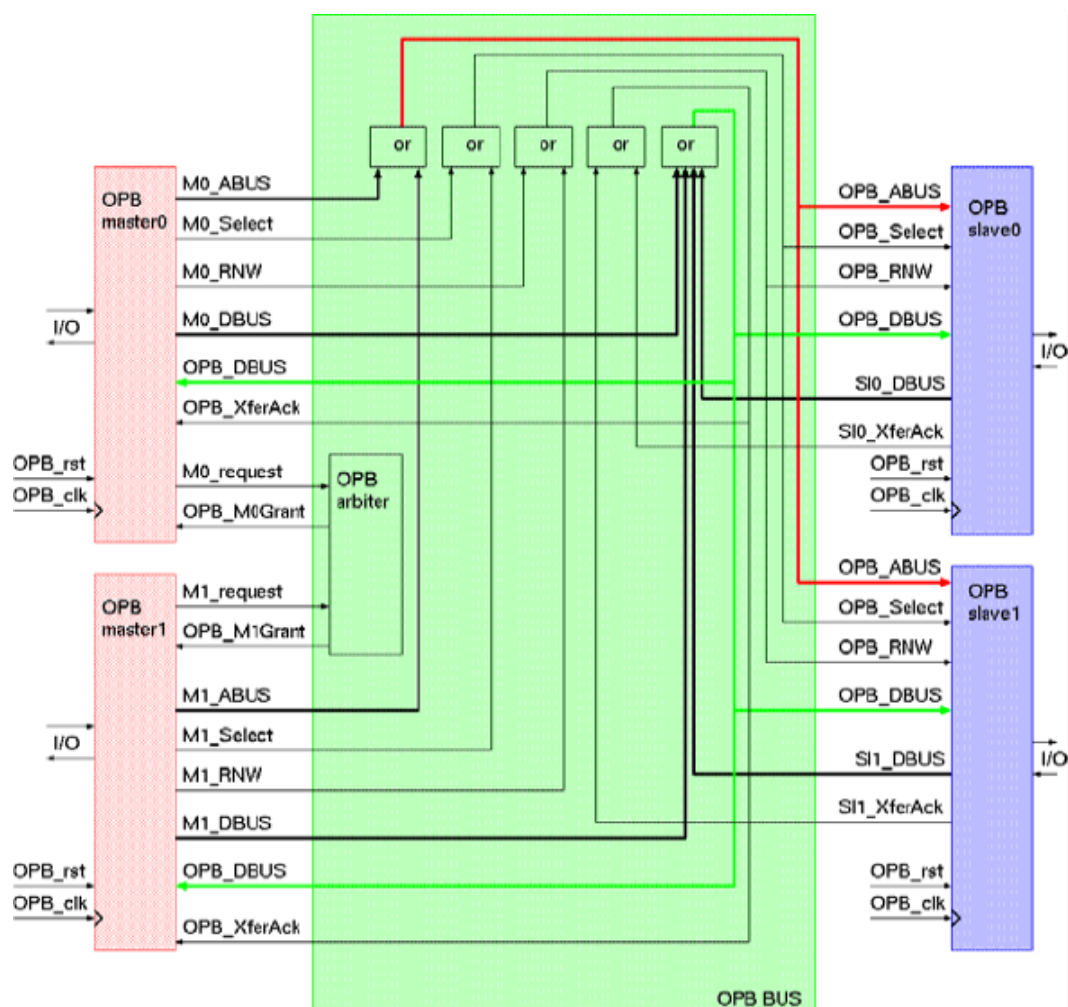 or
or
or
or
or
OPB
master0
M0_ABUS
M0_Select
M0_RNW
M0_DBUS
I/O
OPB_DBUS
OPB_XferAck
OPB_rst
OPB_clk
M0_request
OPB_M0Grant
OPB
arbiter
OPB
master1
M1_request
OPB_M1Grant
M1_ABUS
M1_Select
I/O
M1_RNW
M1_DBUS
OPB_rst
OPB_DBUS
OPB_clk
OPB_XferAck
OPB_ABUS
OPB
slave0
OPB_Select
OPB_RNW
OPB_DBUS
I/O
Sl0_DBUS
Sl0_XferAck
OPB_rst
OPB_clk
OPB_ABUS
OPB
slave1
OPB_Select
OPB_RNW
OPB_DBUS
Sl1_DBUS
I/O
Sl1_XferAck
OPB_rst
OPB_clk
OPB BUS